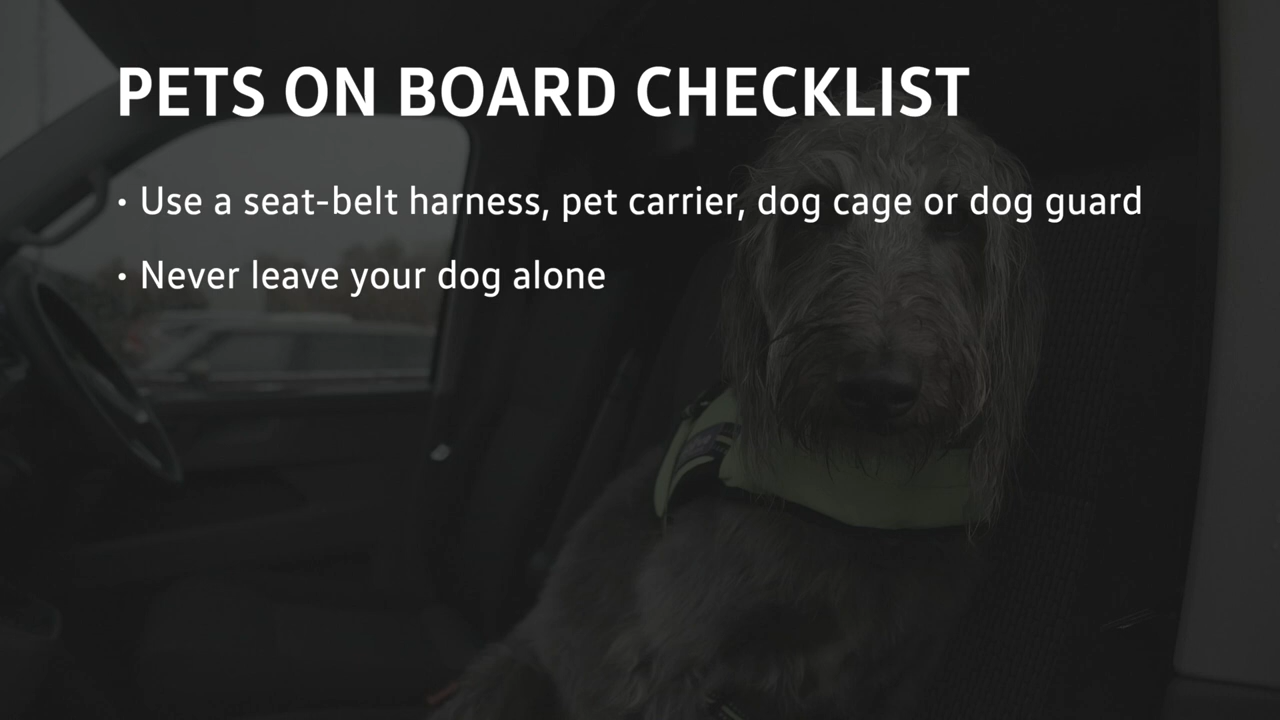 PETS ON BOARD CHECKLIST
• Use a seat-belt harness, pet carrier, dog cage or dog guard
• Never leave your dog alone